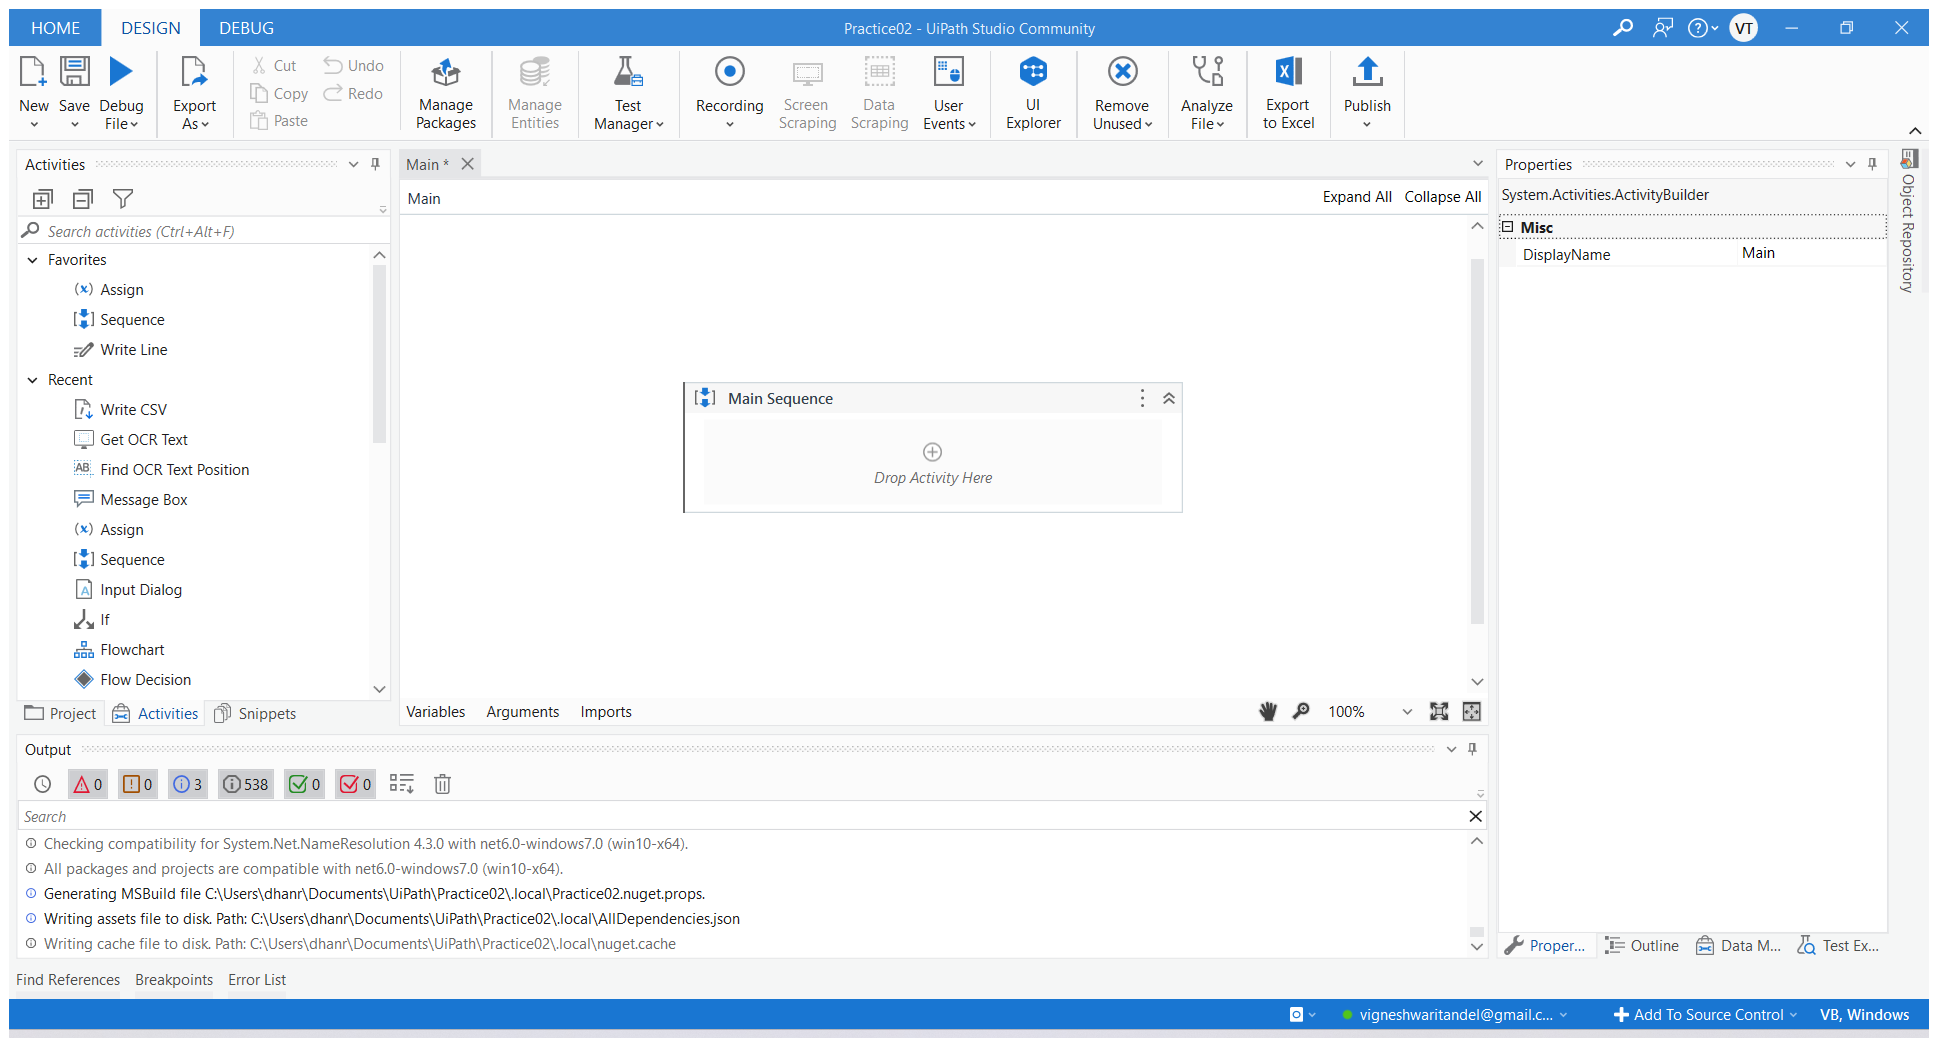 HOME DESIGN DEBUG
Practice02 - UiPath Studio Community
VT
New
Save
Debug File
Export As
Cut
Copy
Paste
Undo
Redo
Manage Packages
Manage Entities
Test Manager
Recording
Screen Scraping
Data Scraping
User Events
UI Explorer
Remove Unused
Analyze File
Export to Excel
Publish
Activities
Search activities (Ctrl+Alt+F)
Favorites
Assign
Sequence
Write Line
Recent
Write CSV
Get OCR Text
Find OCR Text Position
Message Box
Assign
Sequence
Input Dialog
If
Flowchart
Flow Decision
Project Activities Snippets
Main *
Main
Expand All Collapse All
Main Sequence
Drop Activity Here
Variables Arguments Imports
100%
Properties
System.Activities.ActivityBuilder
Misc
DisplayName Main
Object Repository
Proper... Outline Data M... Test Ex...
Output
0 0 3 538 0 0
Search
Checking compatibility for System.Net.NameResolution 4.3.0 with net6.0-windows7.0 (win10-x64).
All packages and projects are compatible with net6.0-windows7.0 (win10-x64).
Generating MSBuild file C:\Users\dhanr\Documents\UiPath\Practice02\.local\Practice02.nuget.props.
Writing assets file to disk. Path: C:\Users\dhanr\Documents\UiPath\Practice02\.local\AllDependencies.json
Writing cache file to disk. Path: C:\Users\dhanr\Documents\UiPath\Practice02\.local\nuget.cache
Find References Breakpoints Error List
vigneshwaritandel@gmail.c... Add To Source Control VB, Windows